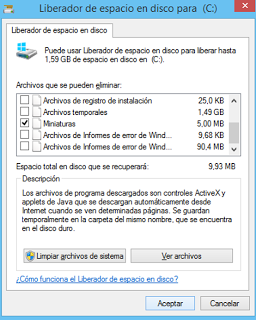 Liberador de espacio en disco para (C:)
Liberador de espacio en disco
Puede usar Liberador de espacio en disco para liberar hasta
1,59 GB de espacio en disco en (C:).
Archivos que se pueden eliminar:
Archivos de registro de instalación 25,0 KB
Archivos temporales 1,49 GB
Miniaturas 5,00 MB
Archivos de Informes de error de Wind... 9,68 KB
Archivos de Informes de error de Wind... 90,4 MB
Espacio total en disco que se recuperará: 9,93 MB
Descripción
Los archivos de programa descargados son controles ActiveX y
applets de Java que se descargan automáticamente desde
Internet cuando se ven determinadas páginas. Se guardan
temporalmente en la carpeta del mismo nombre, que se encuentra
en el disco duro.
Limpiar archivos de sistema Ver archivos
¿Cómo funciona el Liberador de espacio en disco?
Aceptar Cancelar